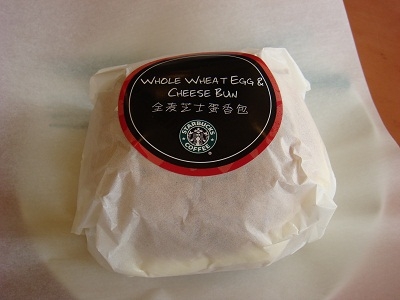 WHOLE WHEAT EGG &
CHEESE BUN
全麦芝士蛋香包
STARBUCKS
COFFEE
®